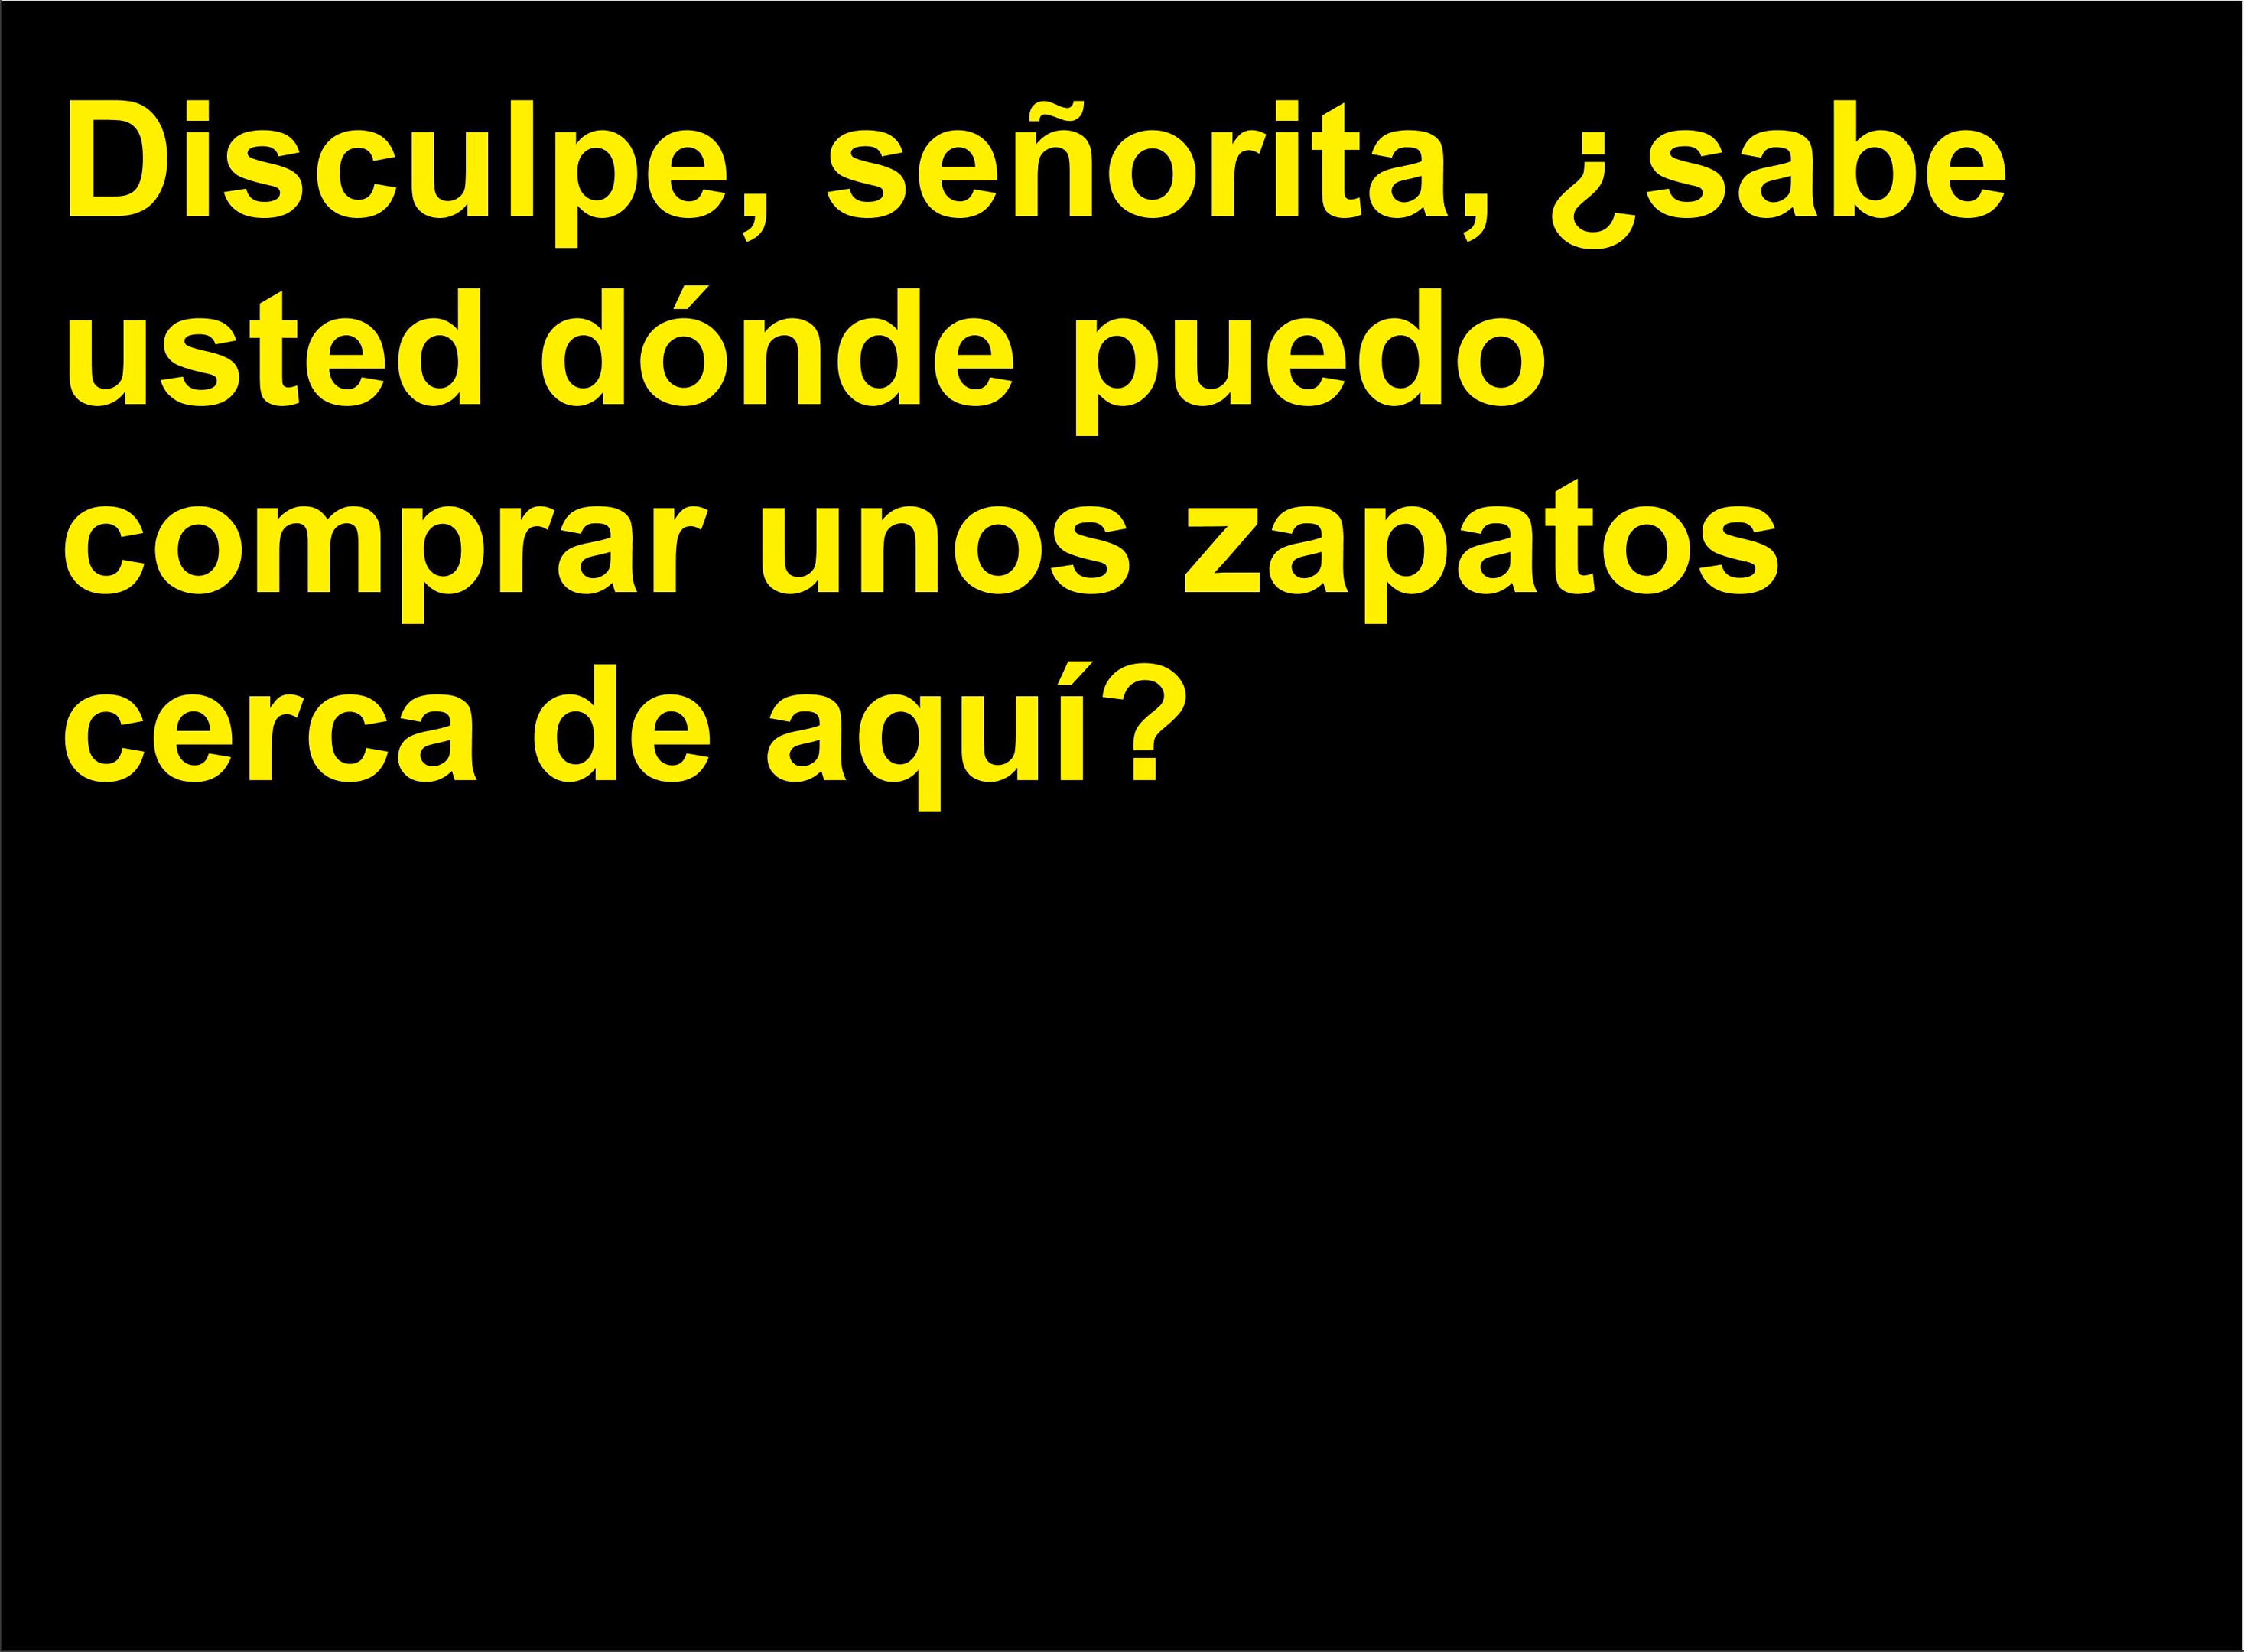 Disculpe, señorita, ¿sabe
usted dónde puedo
comprar unos zapatos
cerca de aquí?